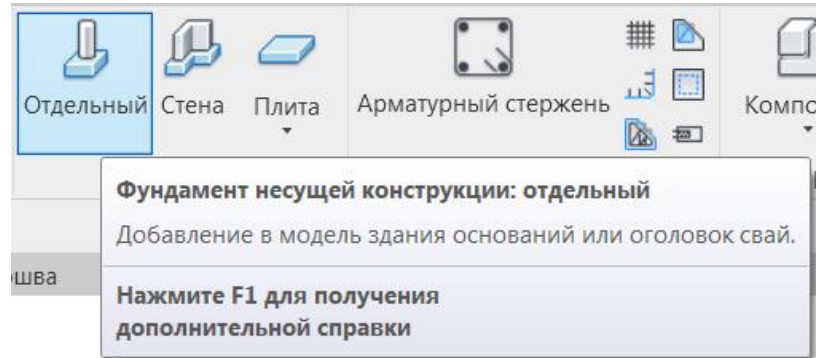 Отдельный Стена Плита Арматурный стержень
Фундамент несущей конструкции: отдельный
Добавление в модель здания оснований или оголовок свай.
Нажмите F1 для получения
дополнительной справки